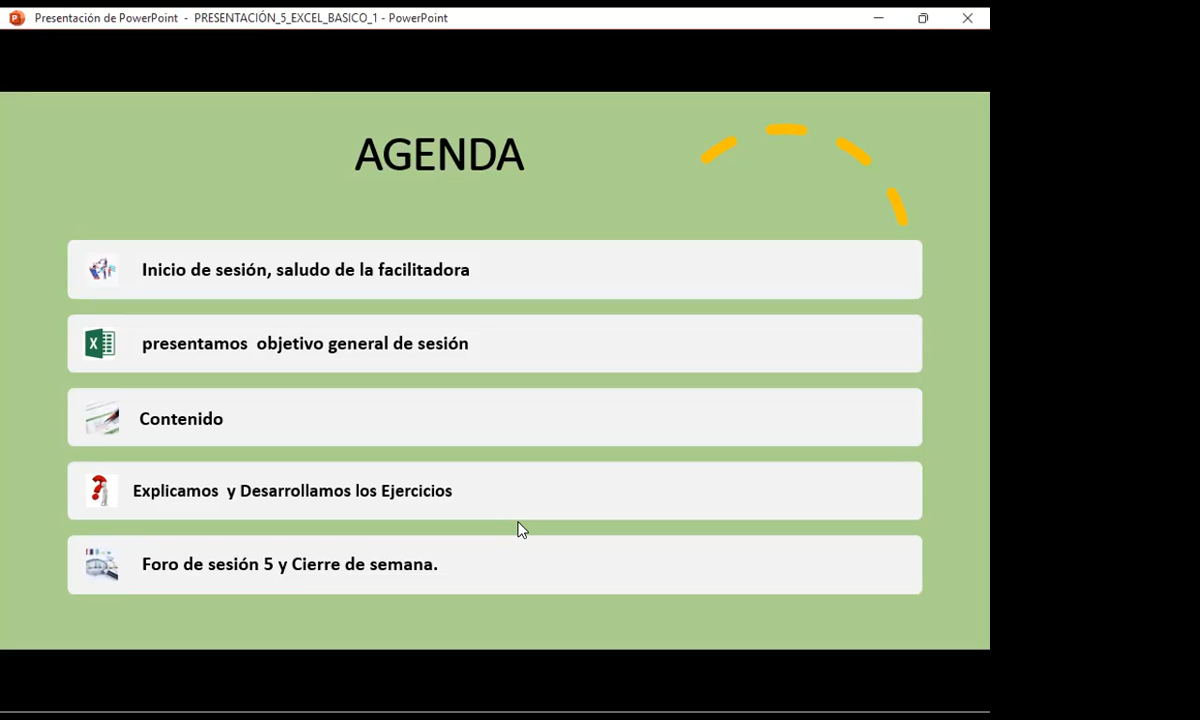 Presentación de PowerPoint - PRESENTACIÓN_5_EXCEL_BASICO_1 - PowerPoint
AGENDA
Inicio de sesión, saludo de la facilitadora
presentamos  objetivo general de sesión
Contenido
Explicamos  y Desarrollamos los Ejercicios
Foro de sesión 5 y Cierre de semana.